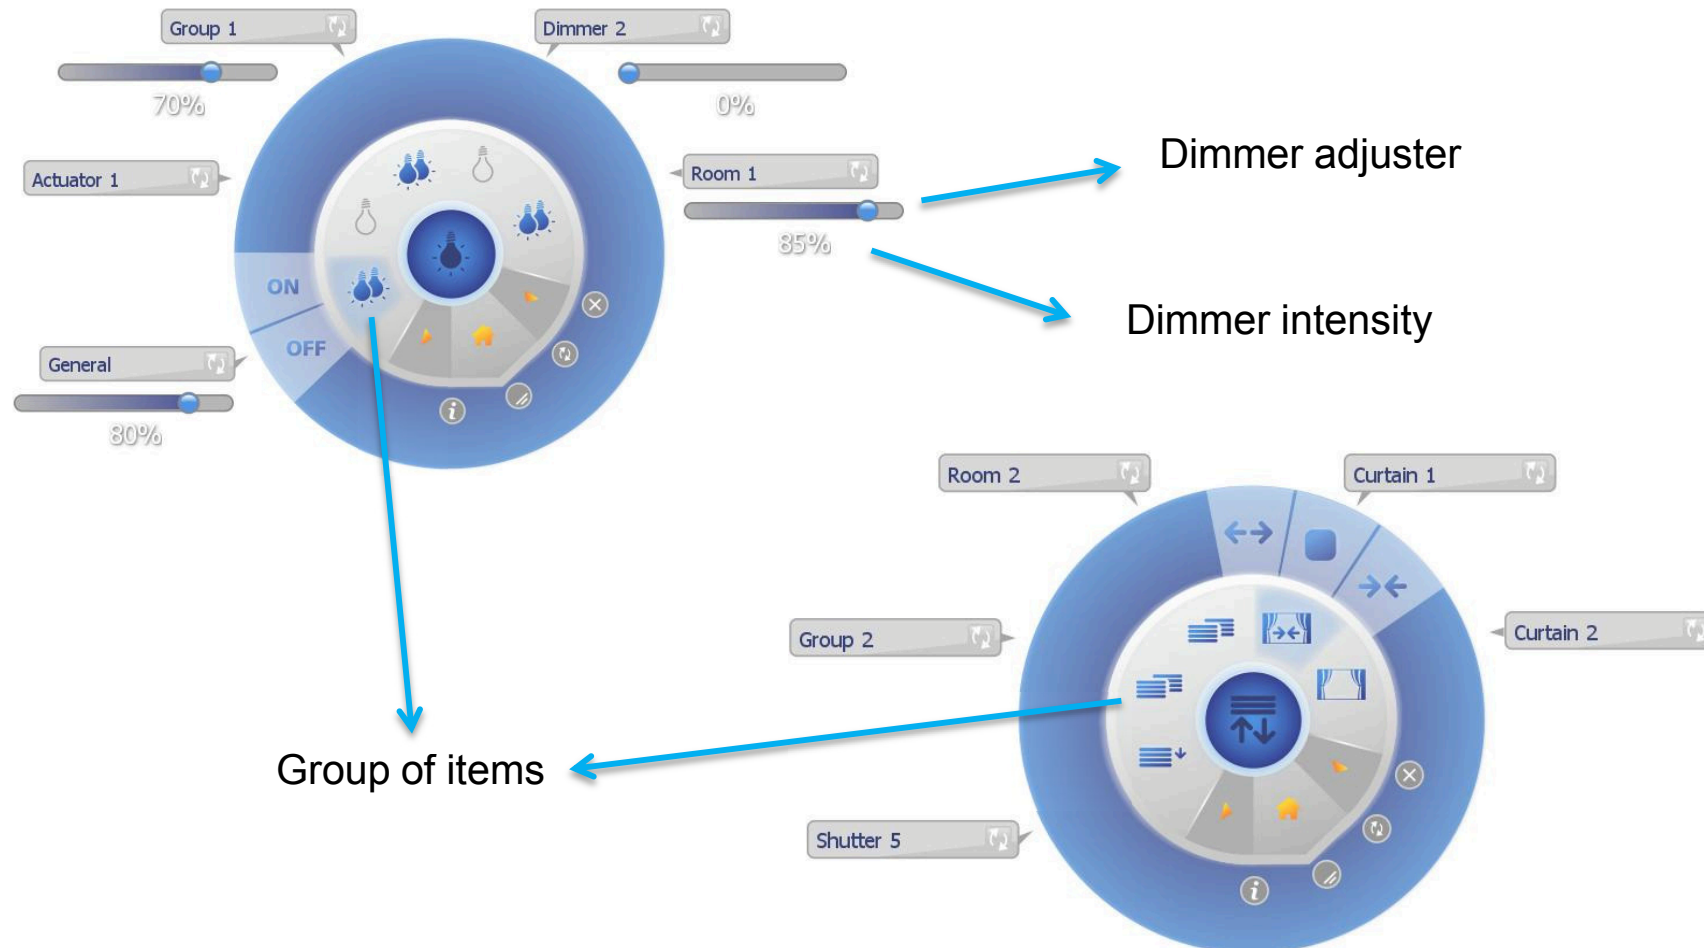 Group 1
Dimmer 2
70%
0%
Dimmer adjuster
Actuator 1
Room 1
85%
ON
Dimmer intensity
OFF
General
80%
Room 2
Curtain 1
Group 2
Curtain 2
Group of items
Shutter 5